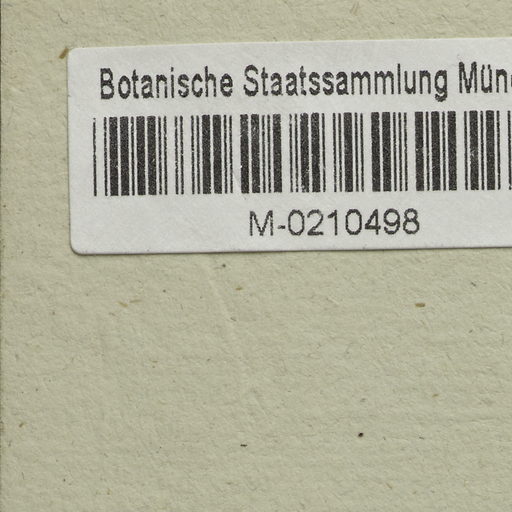 Botanische Staatssammlung Mün
M-0210498